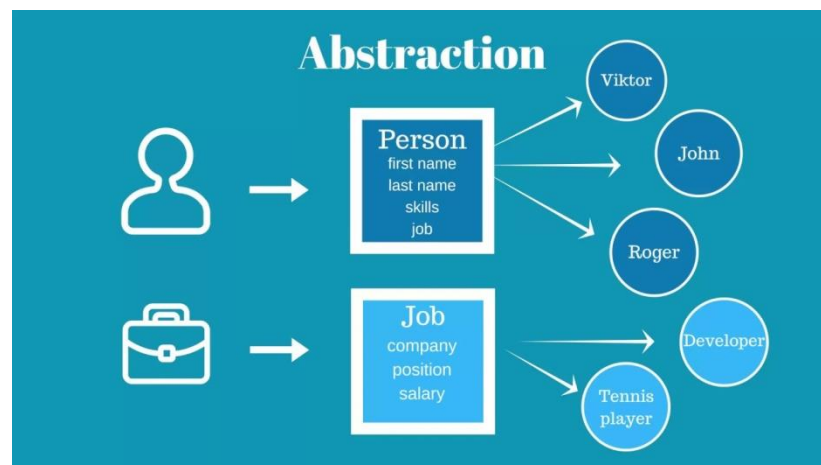 Abstraction
Viktor
Person
first name
last name
skills
job
John
Roger
Job
company
position
salary
Developer
Tennis
player